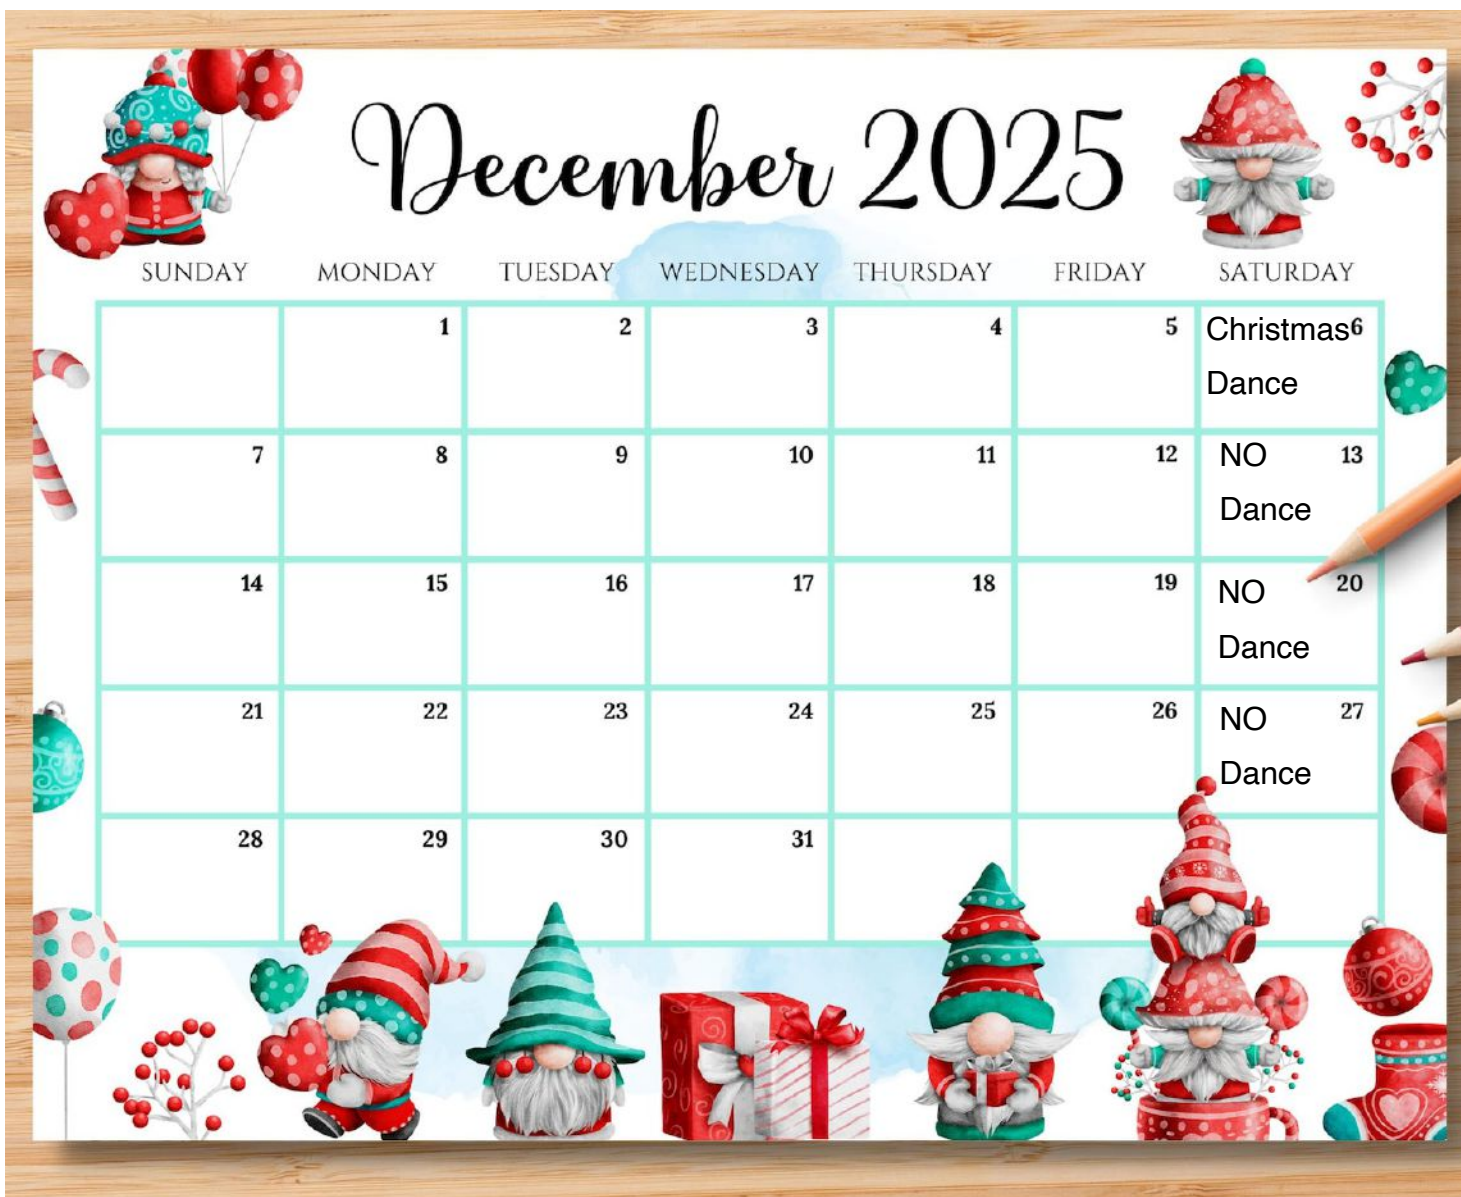 December 2025
SUNDAY MONDAY TUESDAY WEDNESDAY THURSDAY FRIDAY SATURDAY
1 2 3 4 5 Christmas6
Dance
7 8 9 10 11 12 NO 13
Dance
14 15 16 17 18 19 NO 20
Dance
21 22 23 24 25 26 NO 27
Dance
28 29 30 31